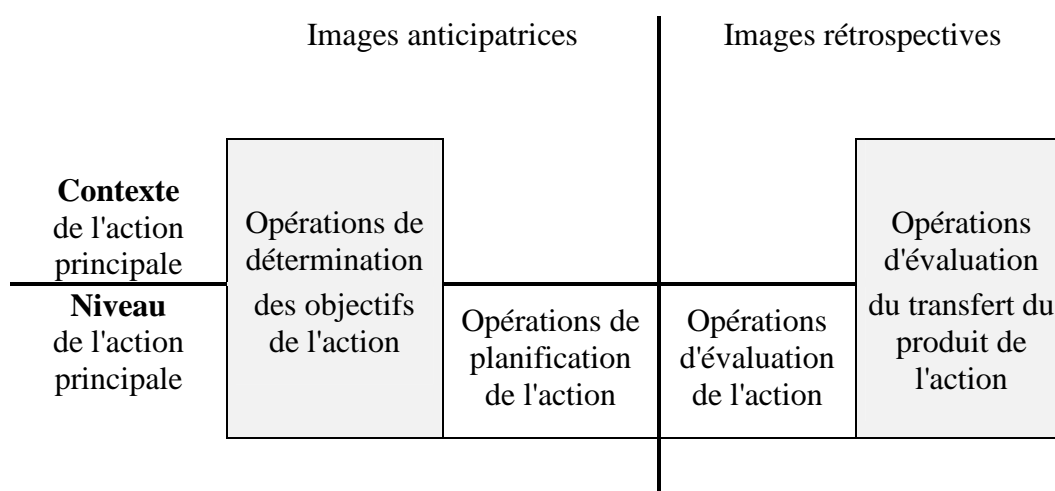 Images anticipatrices
Images rétrospectives
Contexte
de l'action
principale
Opérations de
détermination
des objectifs
de l'action
Opérations
d'évaluation
du transfert du
produit de
l'action
Niveau
de l'action
principale
Opérations de
planification
de l'action
Opérations
d'évaluation
de l'action